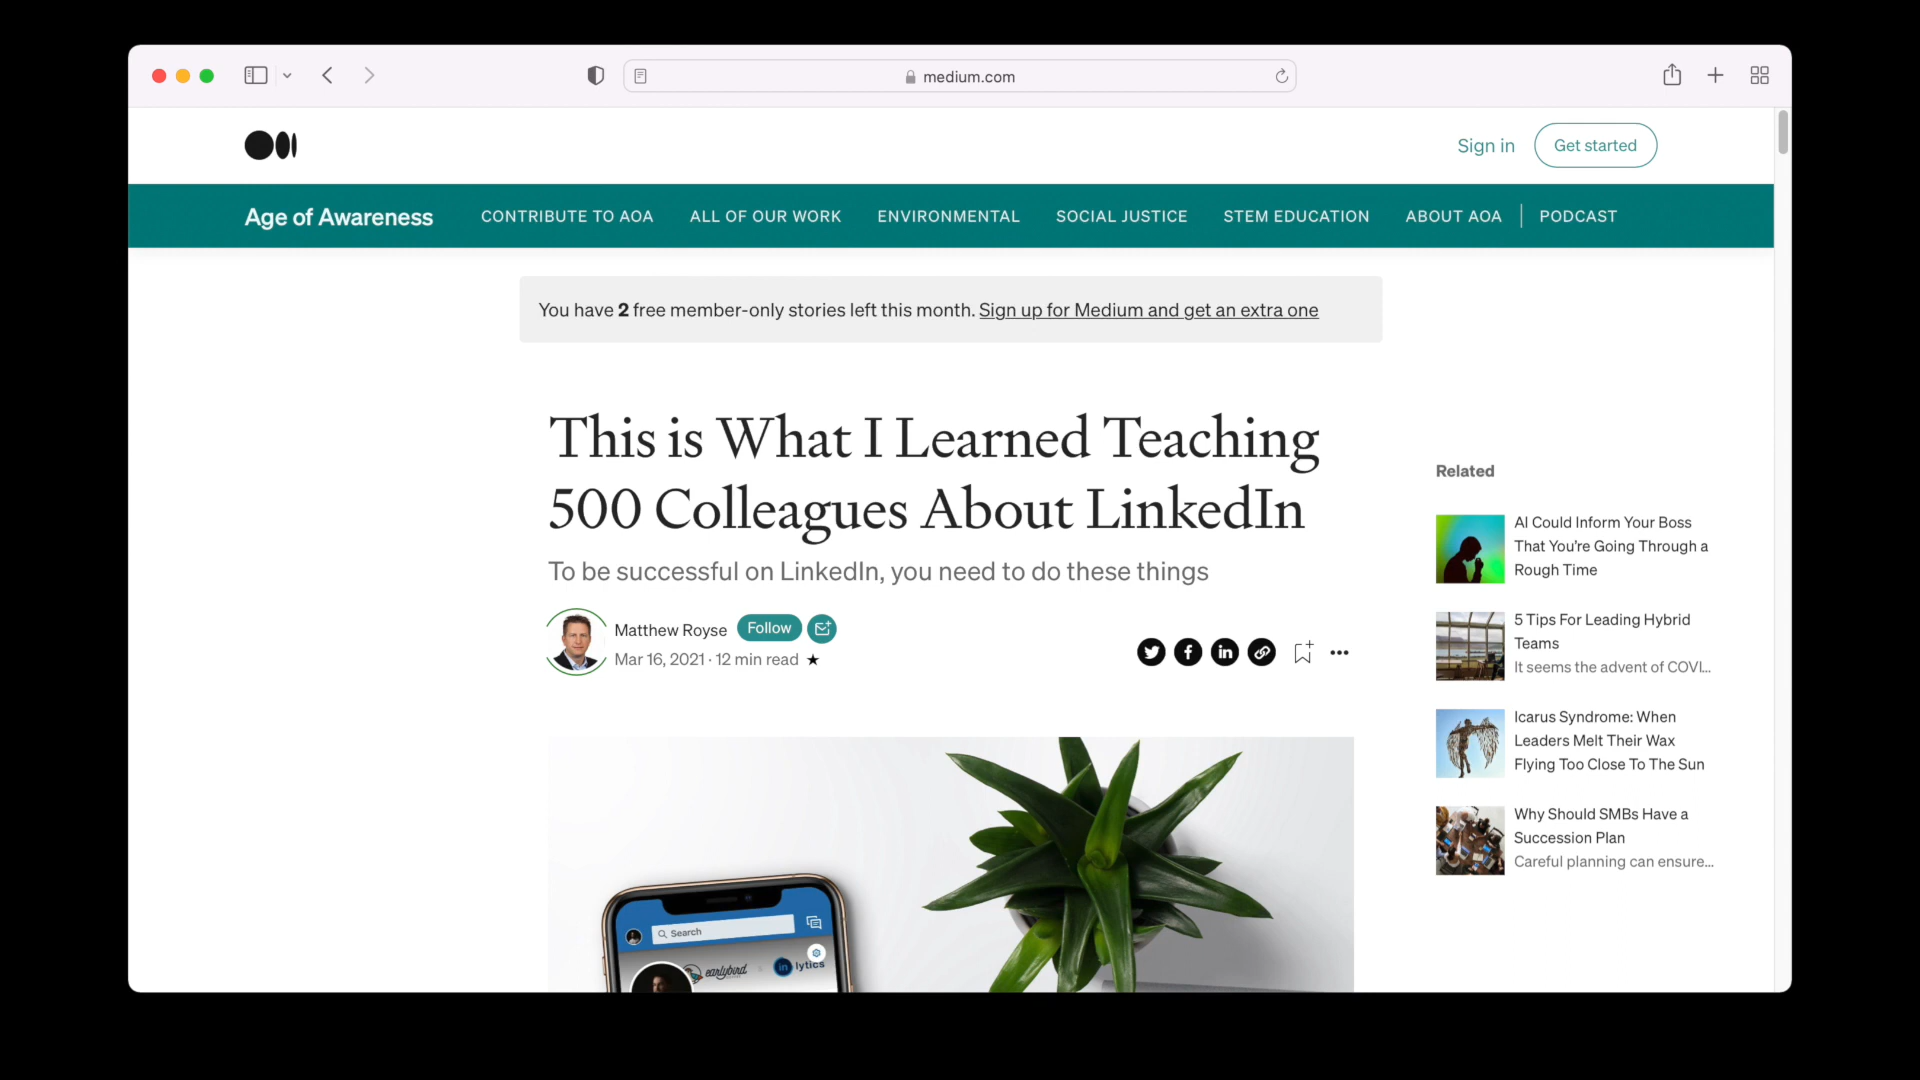 medium.com
Sign in
Get started
Age of Awareness
CONTRIBUTE TO AOA
ALL OF OUR WORK
ENVIRONMENTAL
SOCIAL JUSTICE
STEM EDUCATION
ABOUT AOA
PODCAST
You have 2 free member-only stories left this month. Sign up for Medium and get an extra one
This is What I Learned Teaching
500 Colleagues About LinkedIn
To be successful on LinkedIn, you need to do these things
Matthew Royse
Follow
Mar 16, 2021 · 12 min read ★
Search
earlybird
in lytics
Related
AI Could Inform Your Boss
That You're Going Through a
Rough Time
5 Tips For Leading Hybrid
Teams
It seems the advent of COVI...
Icarus Syndrome: When
Leaders Melt Their Wax
Flying Too Close To The Sun
Why Should SMBs Have a
Succession Plan
Careful planning can ensure...